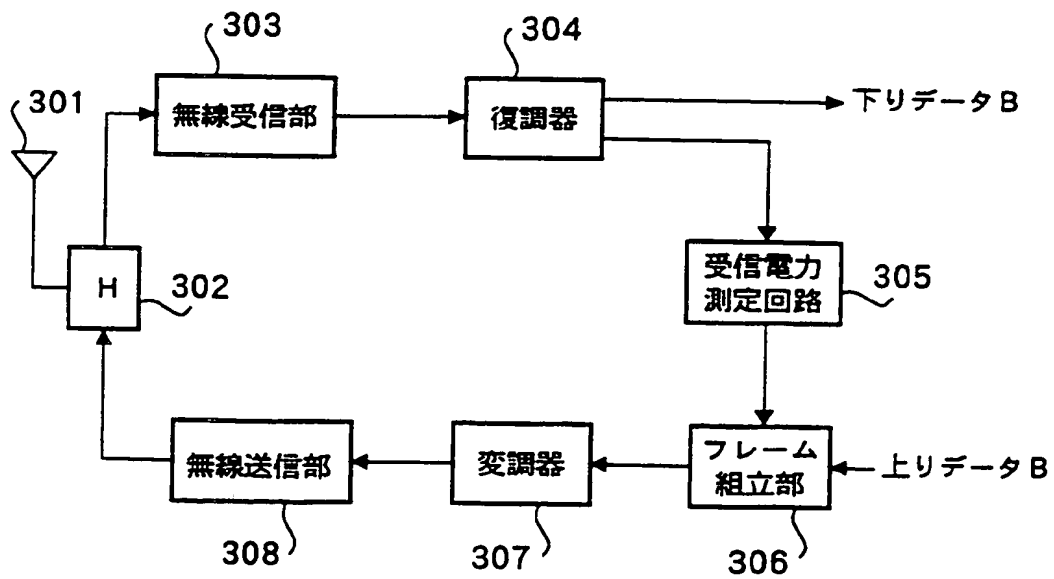 303
304
301
無線受信部
復調器
下りデータB
H
302
受信電力
測定回路
305
無線送信部
変調器
フレーム
組立部
上りデータB
308
307
306